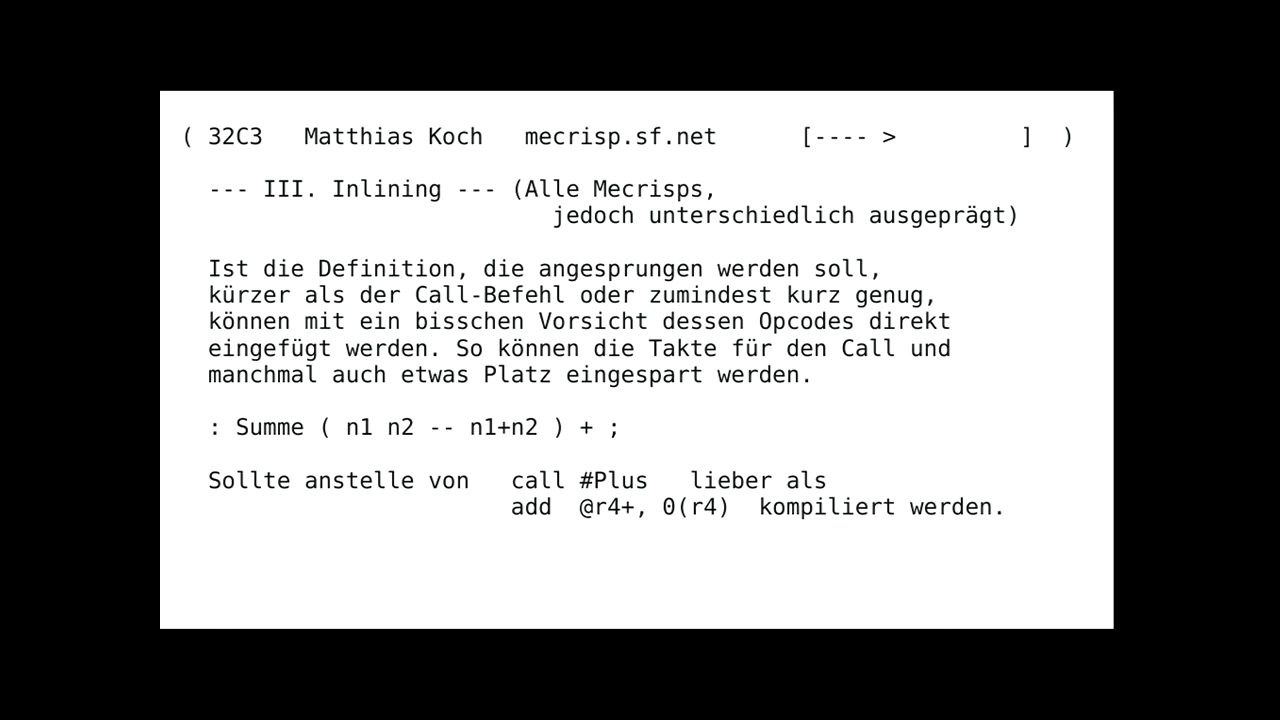 ( 32C3   Matthias Koch   mecrisp.sf.net      [---- >         ]  )
--- III. Inlining --- (Alle Mecrisps,
jedoch unterschiedlich ausgeprägt)
Ist die Definition, die angesprungen werden soll,
kürzer als der Call-Befehl oder zumindest kurz genug,
können mit ein bisschen Vorsicht dessen Opcodes direkt
eingefügt werden. So können die Takte für den Call und
manchmal auch etwas Platz eingespart werden.
: Summe ( n1 n2 -- n1+n2 ) + ;
Sollte anstelle von   call #Plus   lieber als
add  @r4+, 0(r4)  kompiliert werden.